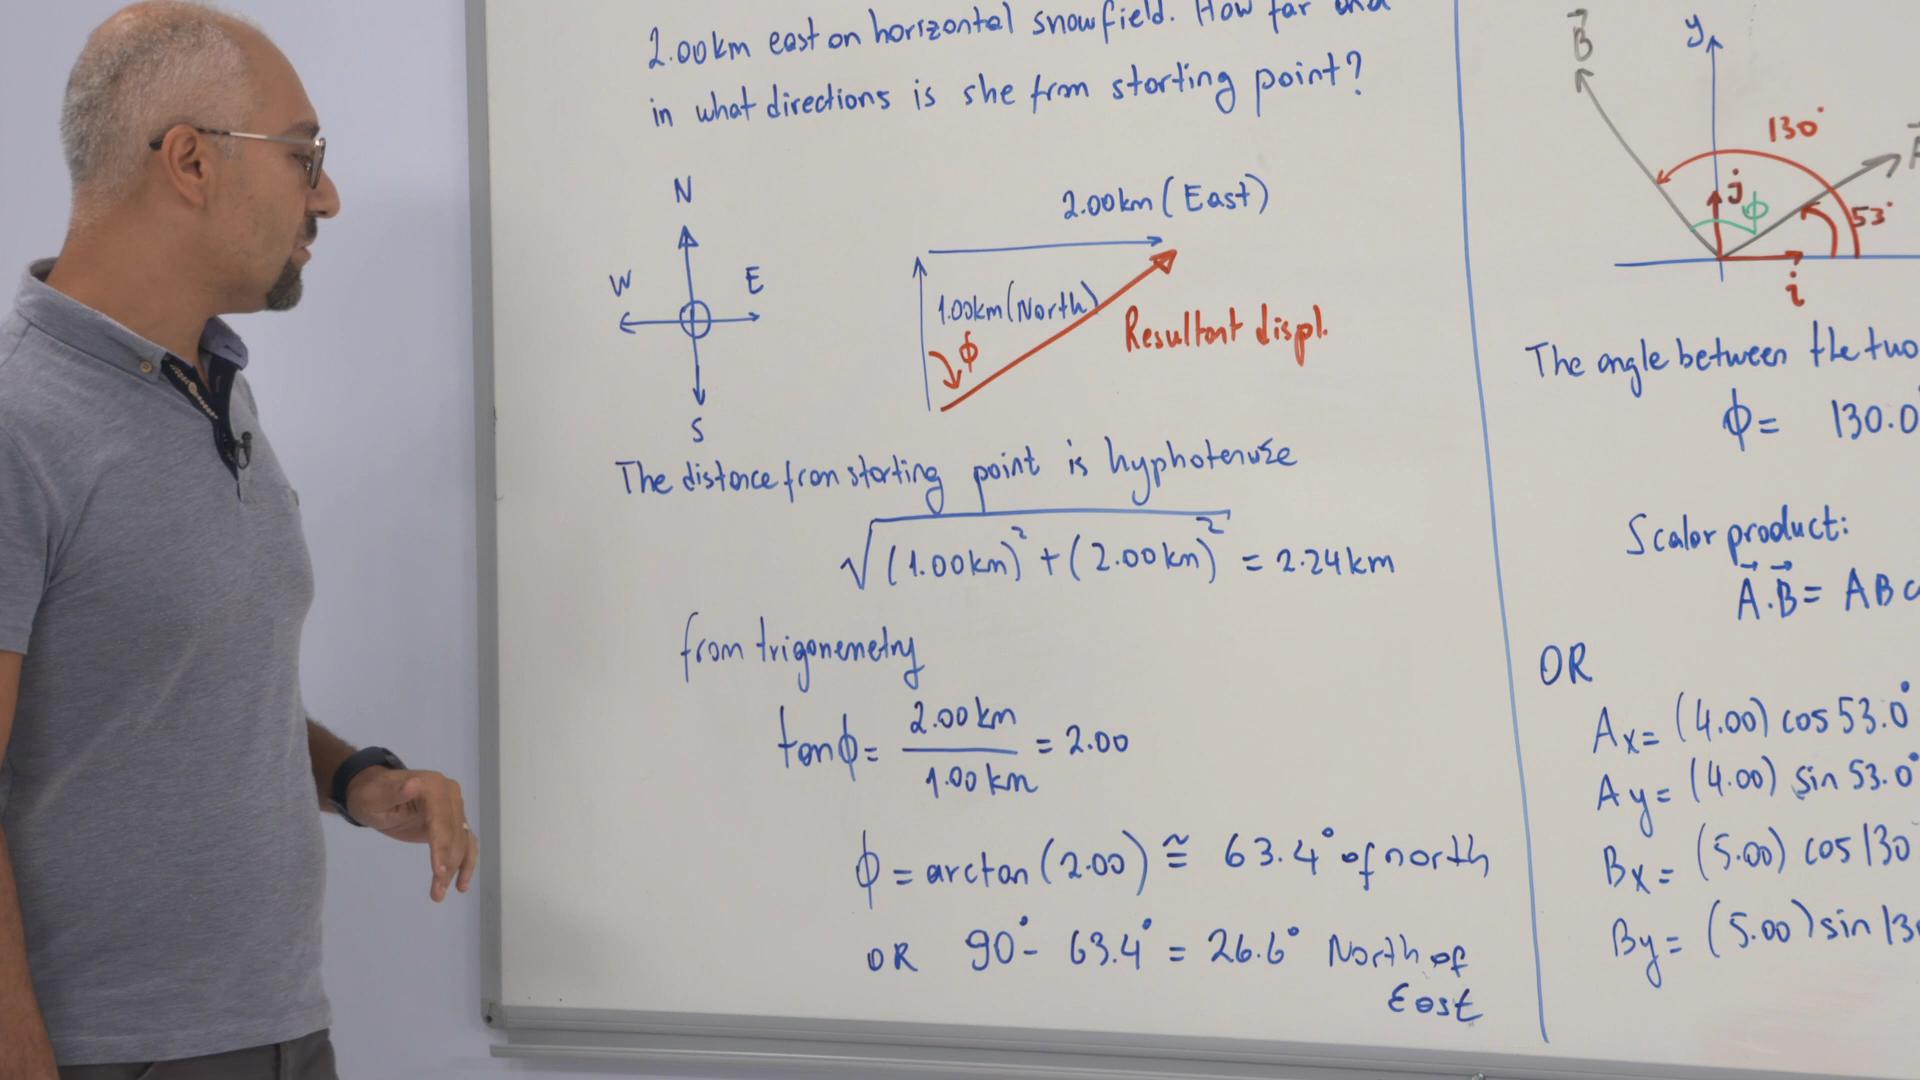 2.00km east on horizontal snowfield. How far and
in what directions is she from starting point?
N
W
E
S
2.00km (East)
1.00km (North)
ϕ
Resultant displ.
The distance from starting point is hyphotenuse
√(1.00km)² + (2.00km)² = 2.24km
from trigonemetry
tanϕ = 2.00km / 1.00km = 2.00
ϕ = arctan(2.00) ≅ 63.4° of north
OR 90° - 63.4° = 26.6° North of
East
B
y
130°
j
ϕ
53°
i
The angle between the two
ϕ = 130.0
Scalar product:
A.B = AB
OR
Ax = (4.00) cos 53.0°
Ay = (4.00) sin 53.0°
Bx = (5.00) cos 130
By = (5.00) sin 13